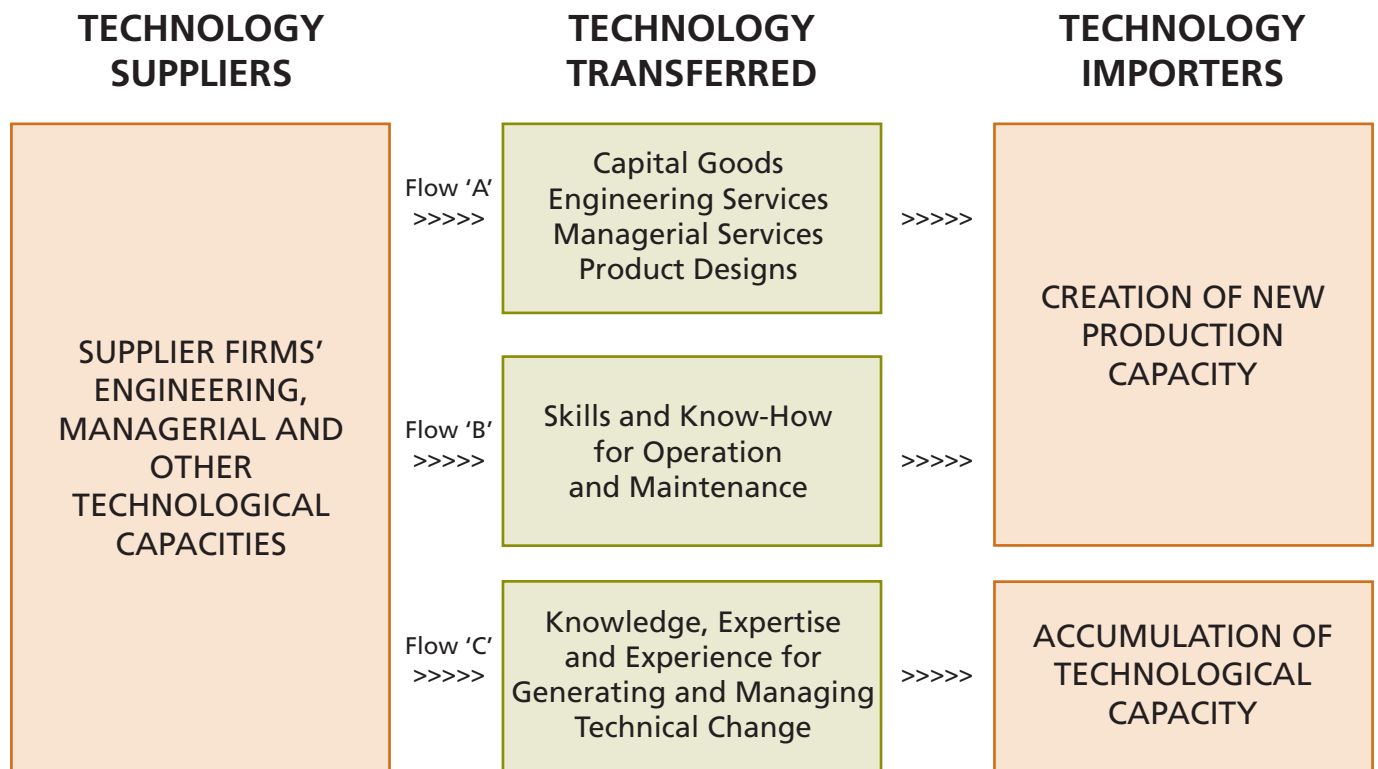 TECHNOLOGY
SUPPLIERS
TECHNOLOGY
TRANSFERRED
TECHNOLOGY
IMPORTERS
SUPPLIER FIRMS’
ENGINEERING,
MANAGERIAL AND
OTHER
TECHNOLOGICAL
CAPACITIES
Flow ‘A’
>>>>>
Capital Goods
Engineering Services
Managerial Services
Product Designs
>>>>>
Flow ‘B’
>>>>>
Skills and Know-How
for Operation
and Maintenance
>>>>>
CREATION OF NEW
PRODUCTION
CAPACITY
Flow ‘C’
>>>>>
Knowledge, Expertise
and Experience for
Generating and Managing
Technical Change
>>>>>
ACCUMULATION OF
TECHNOLOGICAL
CAPACITY